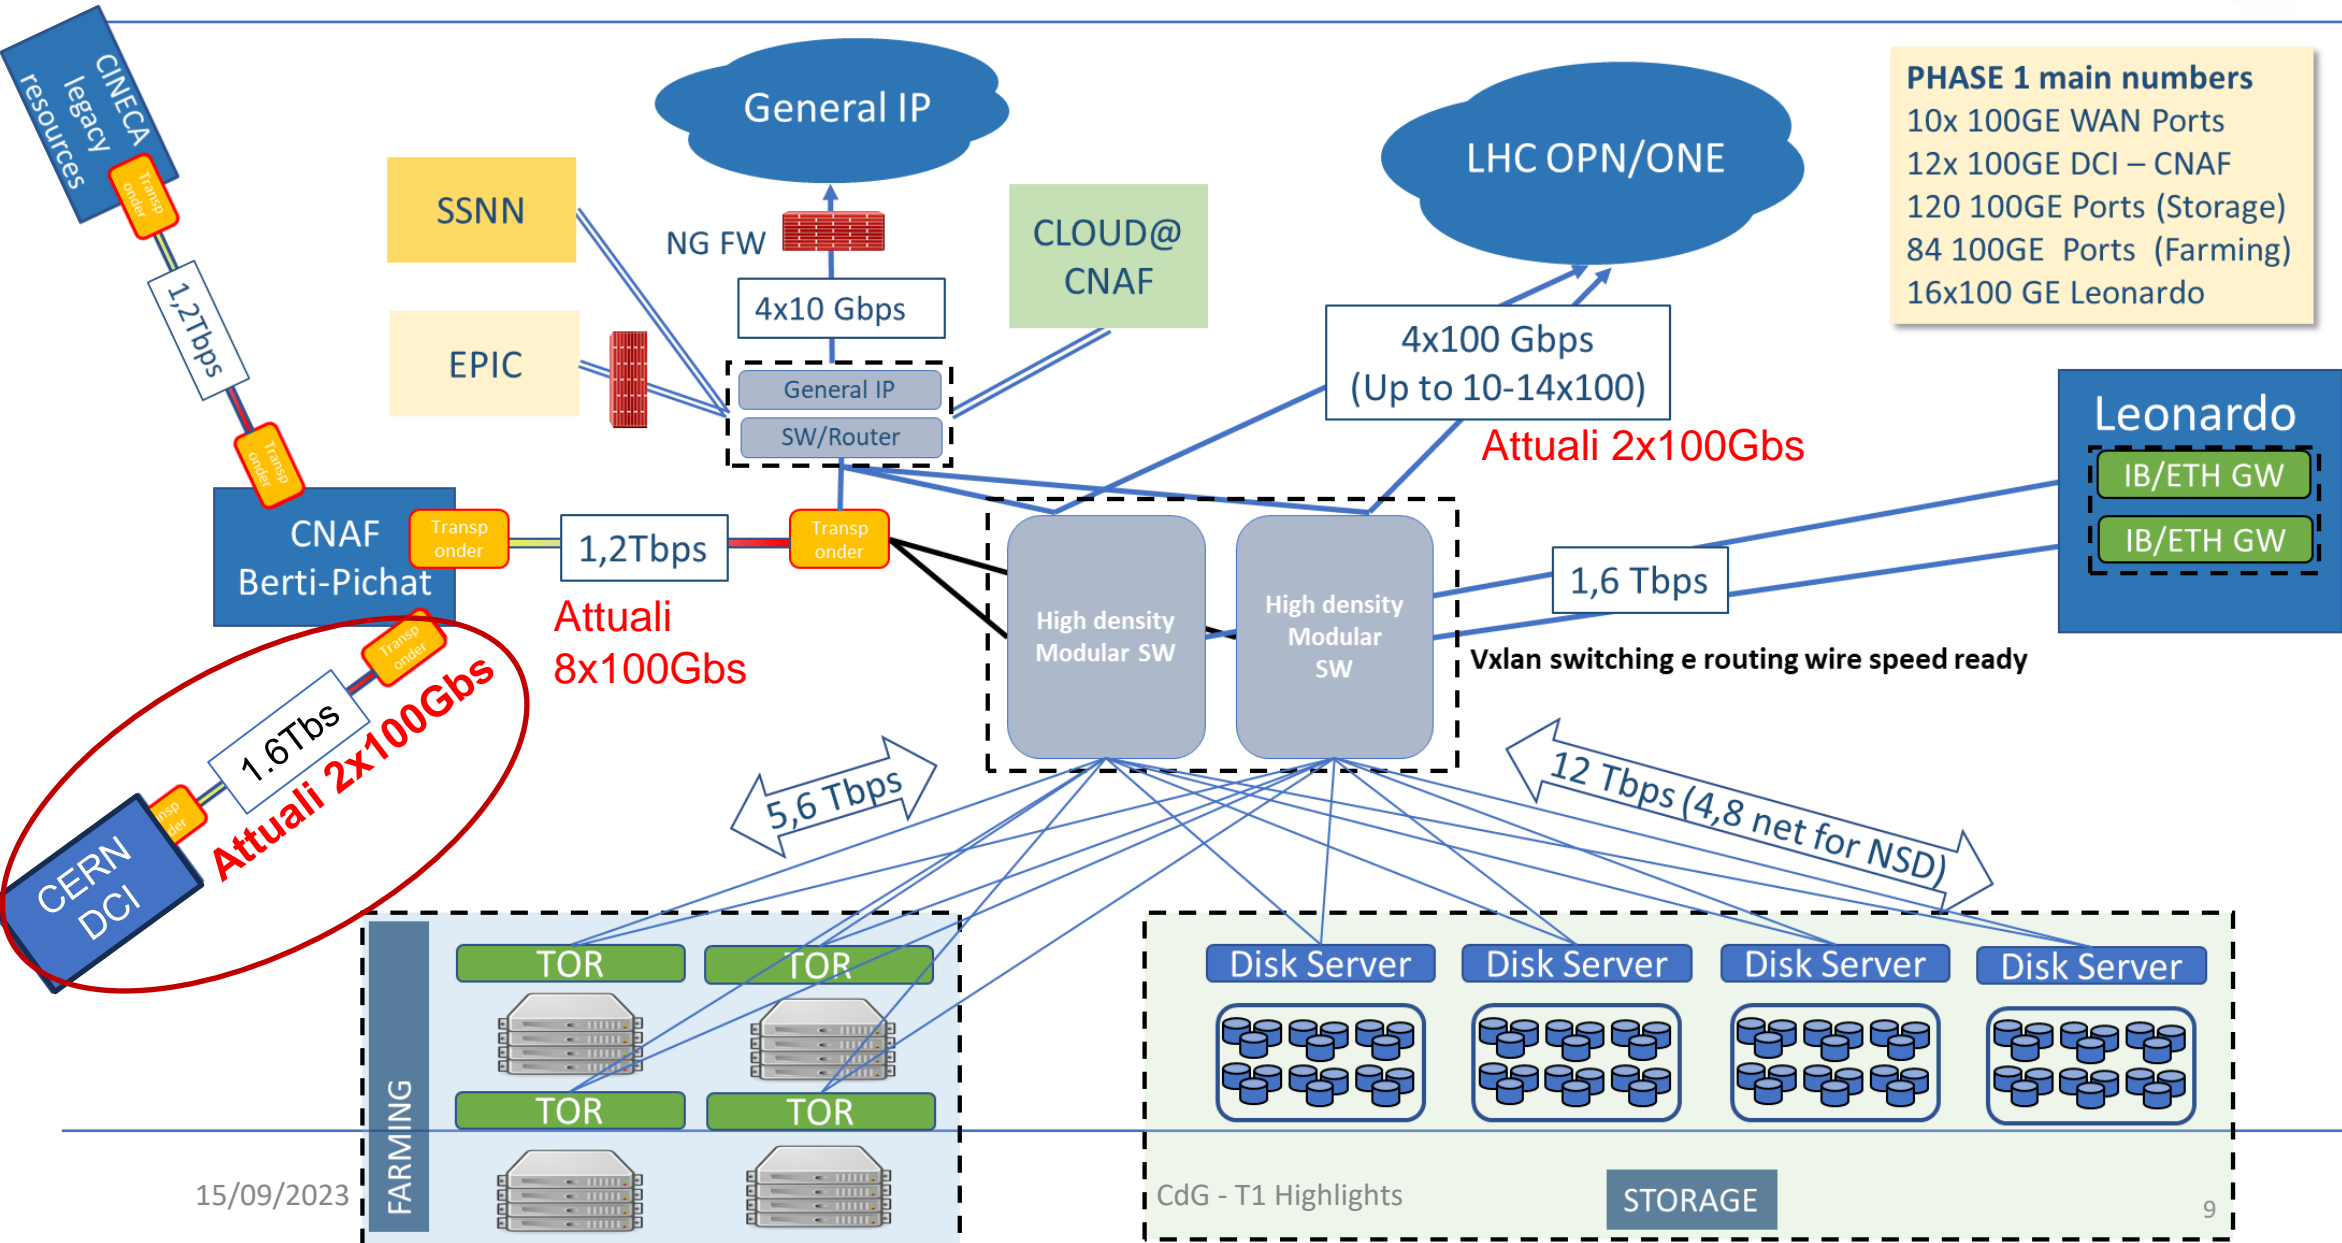 CINECA
legacy
resources
Transp
onder
1,2Tbps
Transp
onder
General IP
LHC OPN/ONE
PHASE 1 main numbers
10x 100GE WAN Ports
12x 100GE DCI – CNAF
120 100GE Ports (Storage)
84 100GE Ports (Farming)
16x100 GE Leonardo
SSNN
NG FW
CLOUD@
CNAF
4x10 Gbps
EPIC
General IP
SW/Router
4x100 Gbps
(Up to 10-14x100)
Attuali 2x100Gbs
Leonardo
IB/ETH GW
IB/ETH GW
CNAF
Berti-Pichat
Transp
onder
1,2Tbps
Transp
onder
Attuali
8x100Gbs
High density
Modular SW
High density
Modular
SW
1,6 Tbps
Vxlan switching e routing wire speed ready
Transp
onder
1.6Tbs
Attuali 2x100Gbs
nsp
der
CERN
DCI
5,6 Tbps
12 Tbps (4,8 net for NSD)
TOR
TOR
TOR
TOR
FARMING
Disk Server
Disk Server
Disk Server
Disk Server
STORAGE
15/09/2023
CdG - T1 Highlights
9